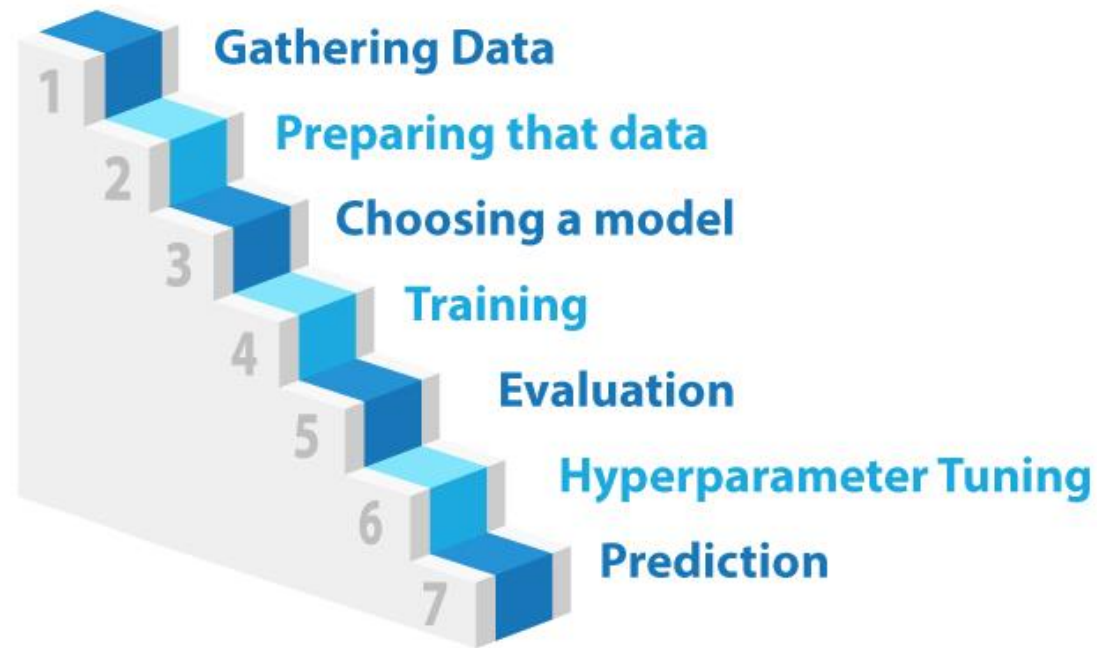 1 Gathering Data
2 Preparing that data
3 Choosing a model
4 Training
5 Evaluation
6 Hyperparameter Tuning
7 Prediction